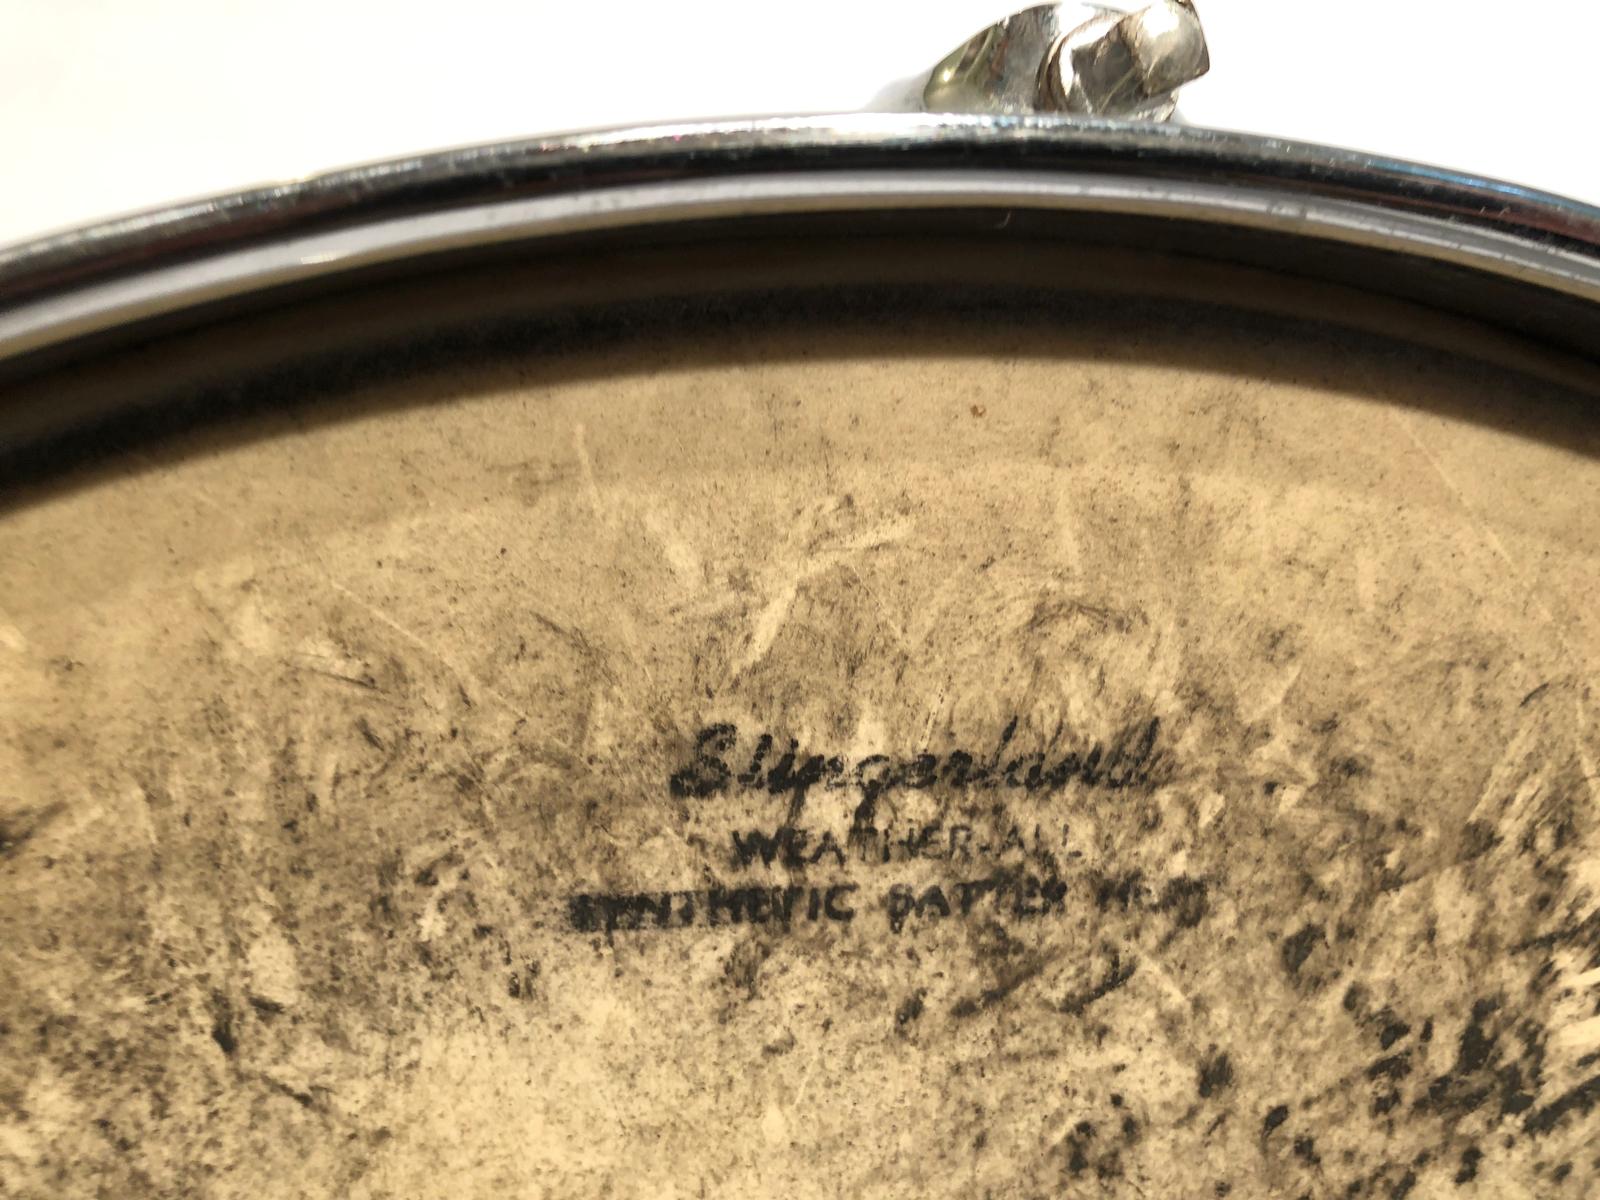 Slingerland
WEATHER-ALL
SYNTHETIC BATTER HEAD